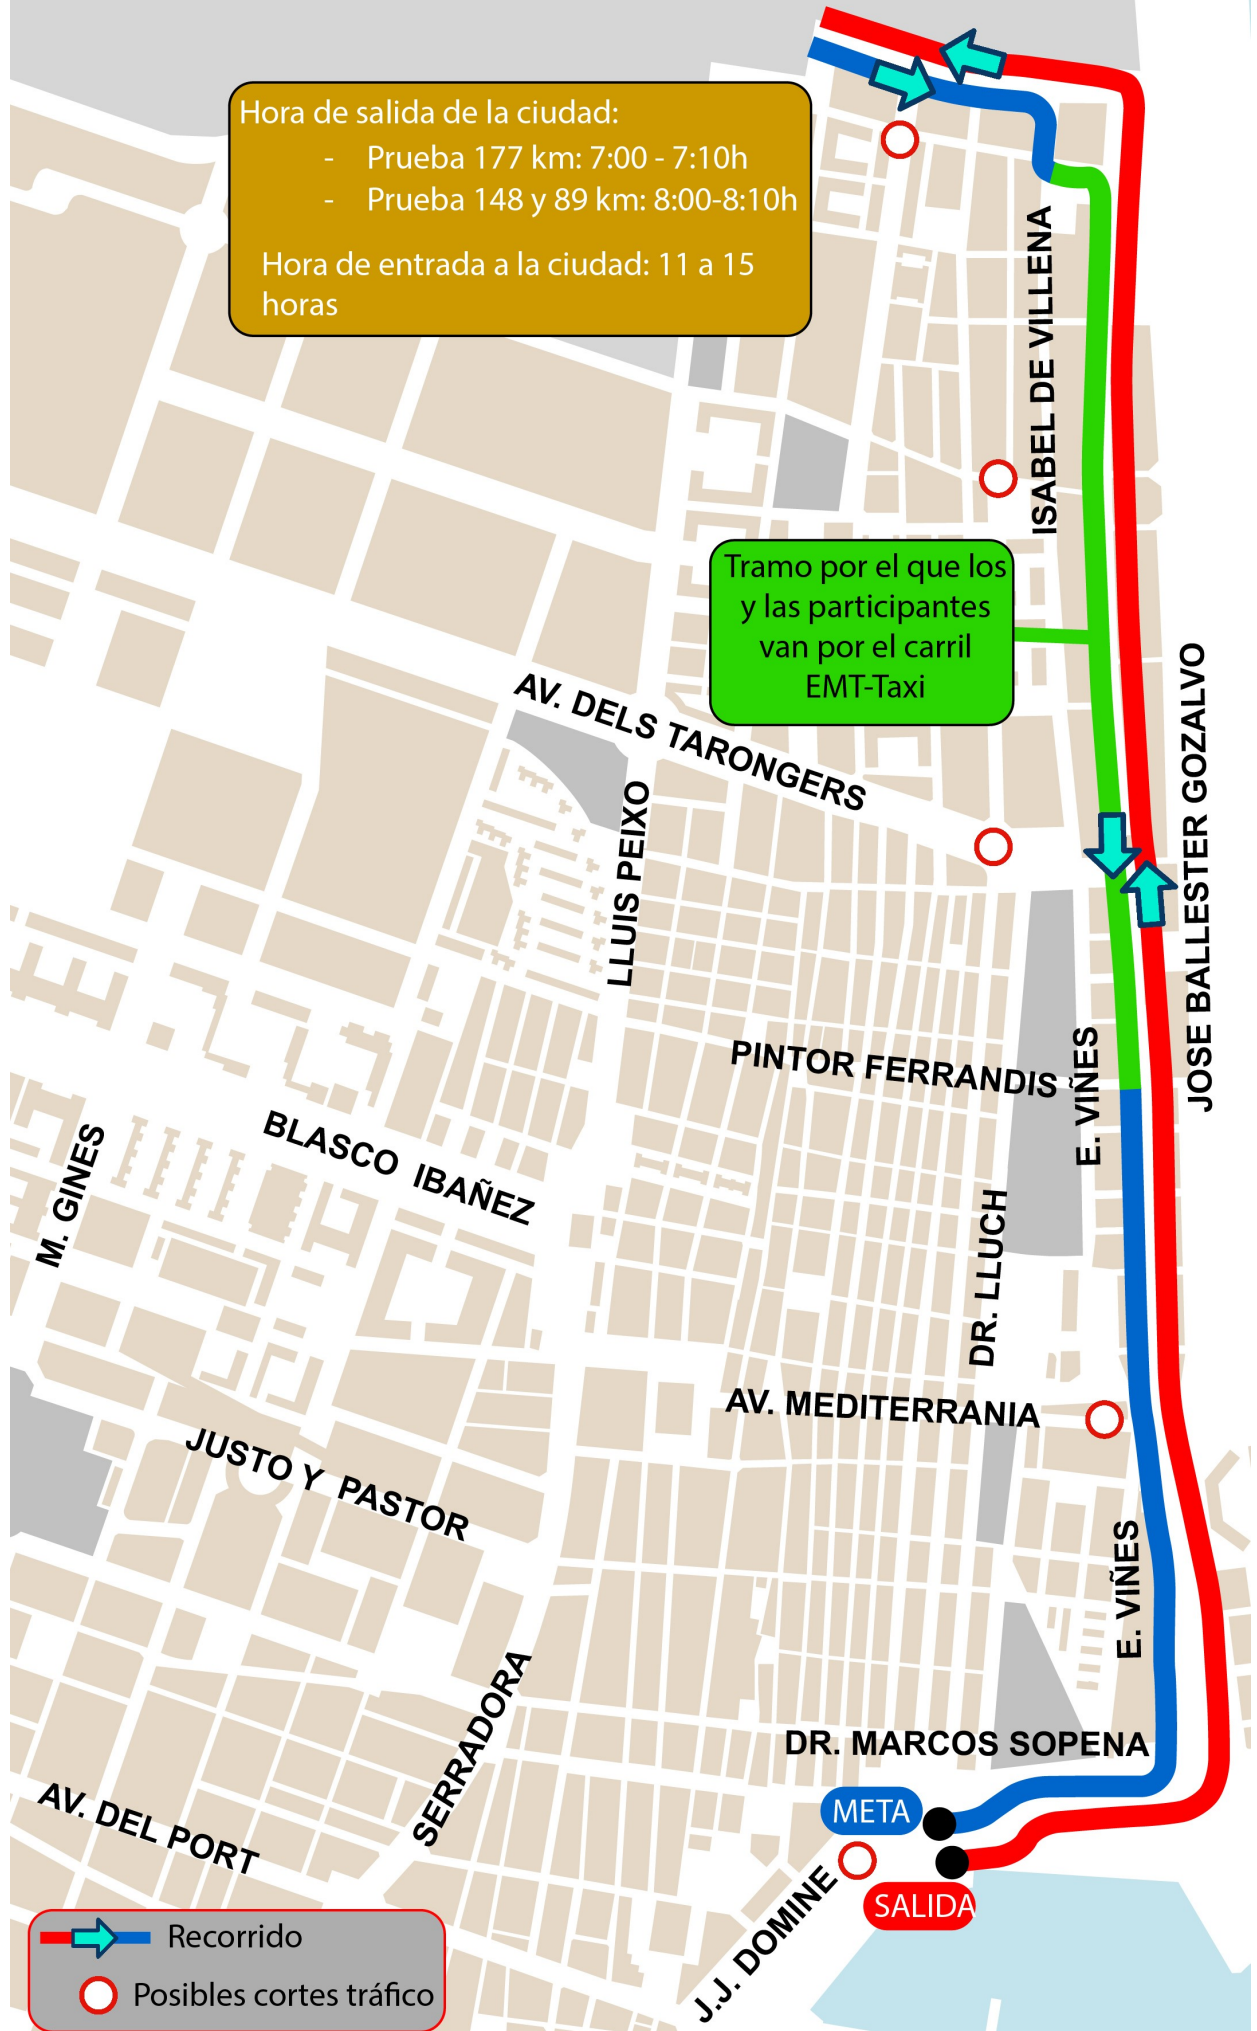 Hora de salida de la ciudad:
- Prueba 177 km: 7:00 - 7:10h
- Prueba 148 y 89 km: 8:00-8:10h
Hora de entrada a la ciudad: 11 a 15
horas
ISABEL DE VILLENA
Tramo por el que los
y las participantes
van por el carril
EMT-Taxi
AV. DELS TARONGERS
JOSE BALLESTER GOZALVO
LLUIS PEIXO
PINTOR FERRANDIS
E. VIÑES
BLASCO IBAÑEZ
M. GINES
DR. LLUCH
AV. MEDITERRANIA
JUSTO Y PASTOR
E. VIÑES
SERRADORA
DR. MARCOS SOPENA
AV. DEL PORT
META
SALIDA
J.J. DOMINE
Recorrido
Posibles cortes tráfico